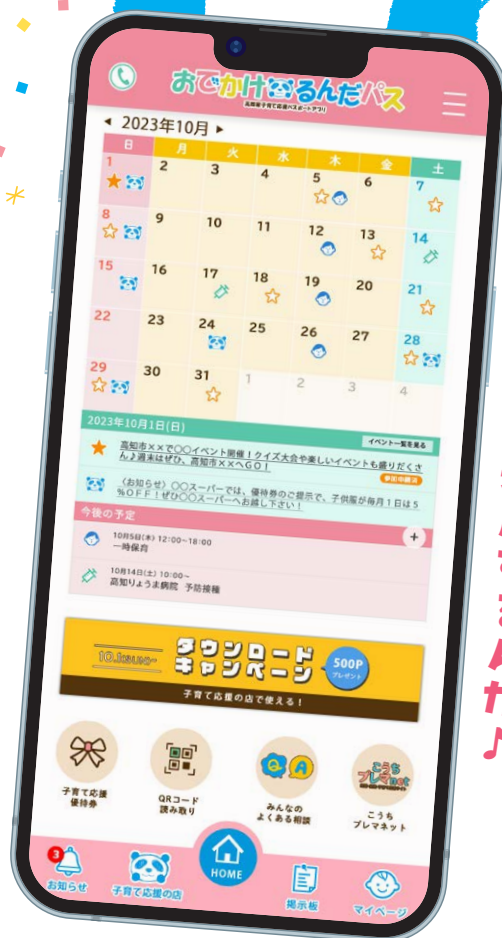 おでかけるんだパス
高知家子育て応援パスポートアプリ
2023年10月
日 月 火 水 木 金 土
1 2 3 4 5 6 7
8 9 10 11 12 13 14
15 16 17 18 19 20 21
22 23 24 25 26 27 28
29 30 31 1 2 3 4
2023年10月1日(日)
イベント一覧を見る
高知市××で〇〇イベント開催！クイズ大会や楽しいイベントも盛りだくさ
ん♪週末はぜひ、高知市××へGO！
参加申請済
〈お知らせ〉〇〇スーパーでは、優待券のご提示で、子供服が毎月1日は5
%OFF！ぜひ〇〇スーパーへお越し下さい！
今後の予定
+
10月5日(木) 12:00~18:00
一時保育
10月14日(土) 10:00~
高知りょうま病院 予防接種
ダウンロード
キャンペーン
500P
プレゼント
子育て応援の店で使える！
子育て応援
優待券
QRコード
読み取り
Q A
みんなの
よくある相談
こうち
プレマnet
こうち
プレマネット
3
お知らせ
子育て応援の店
HOME
掲示板
マイページ